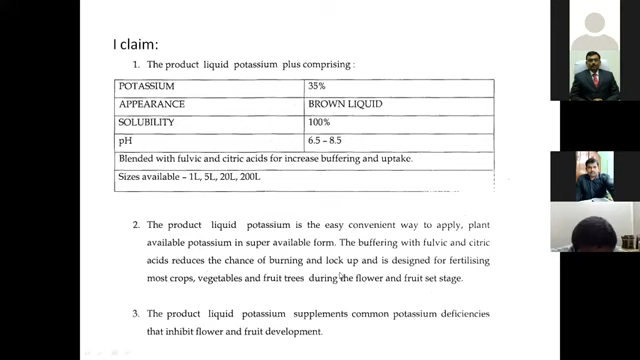 I claim:
1. The product liquid potassium plus comprising :
POTASSIUM 35%
APPEARANCE BROWN LIQUID
SOLUBILITY 100%
pH 6.5 – 8.5
Blended with fulvic and citric acids for increase buffering and uptake.
Sizes available – 1L, 5L, 20L, 200L
2. The product liquid potassium is the easy convenient way to apply, plant
available potassium in super available form. The buffering with fulvic and citric
acids reduces the chance of burning and lock up and is designed for fertilising
most crops, vegetables and fruit trees during the flower and fruit set stage.
3. The product liquid potassium supplements common potassium deficiencies
that inhibit flower and fruit development.